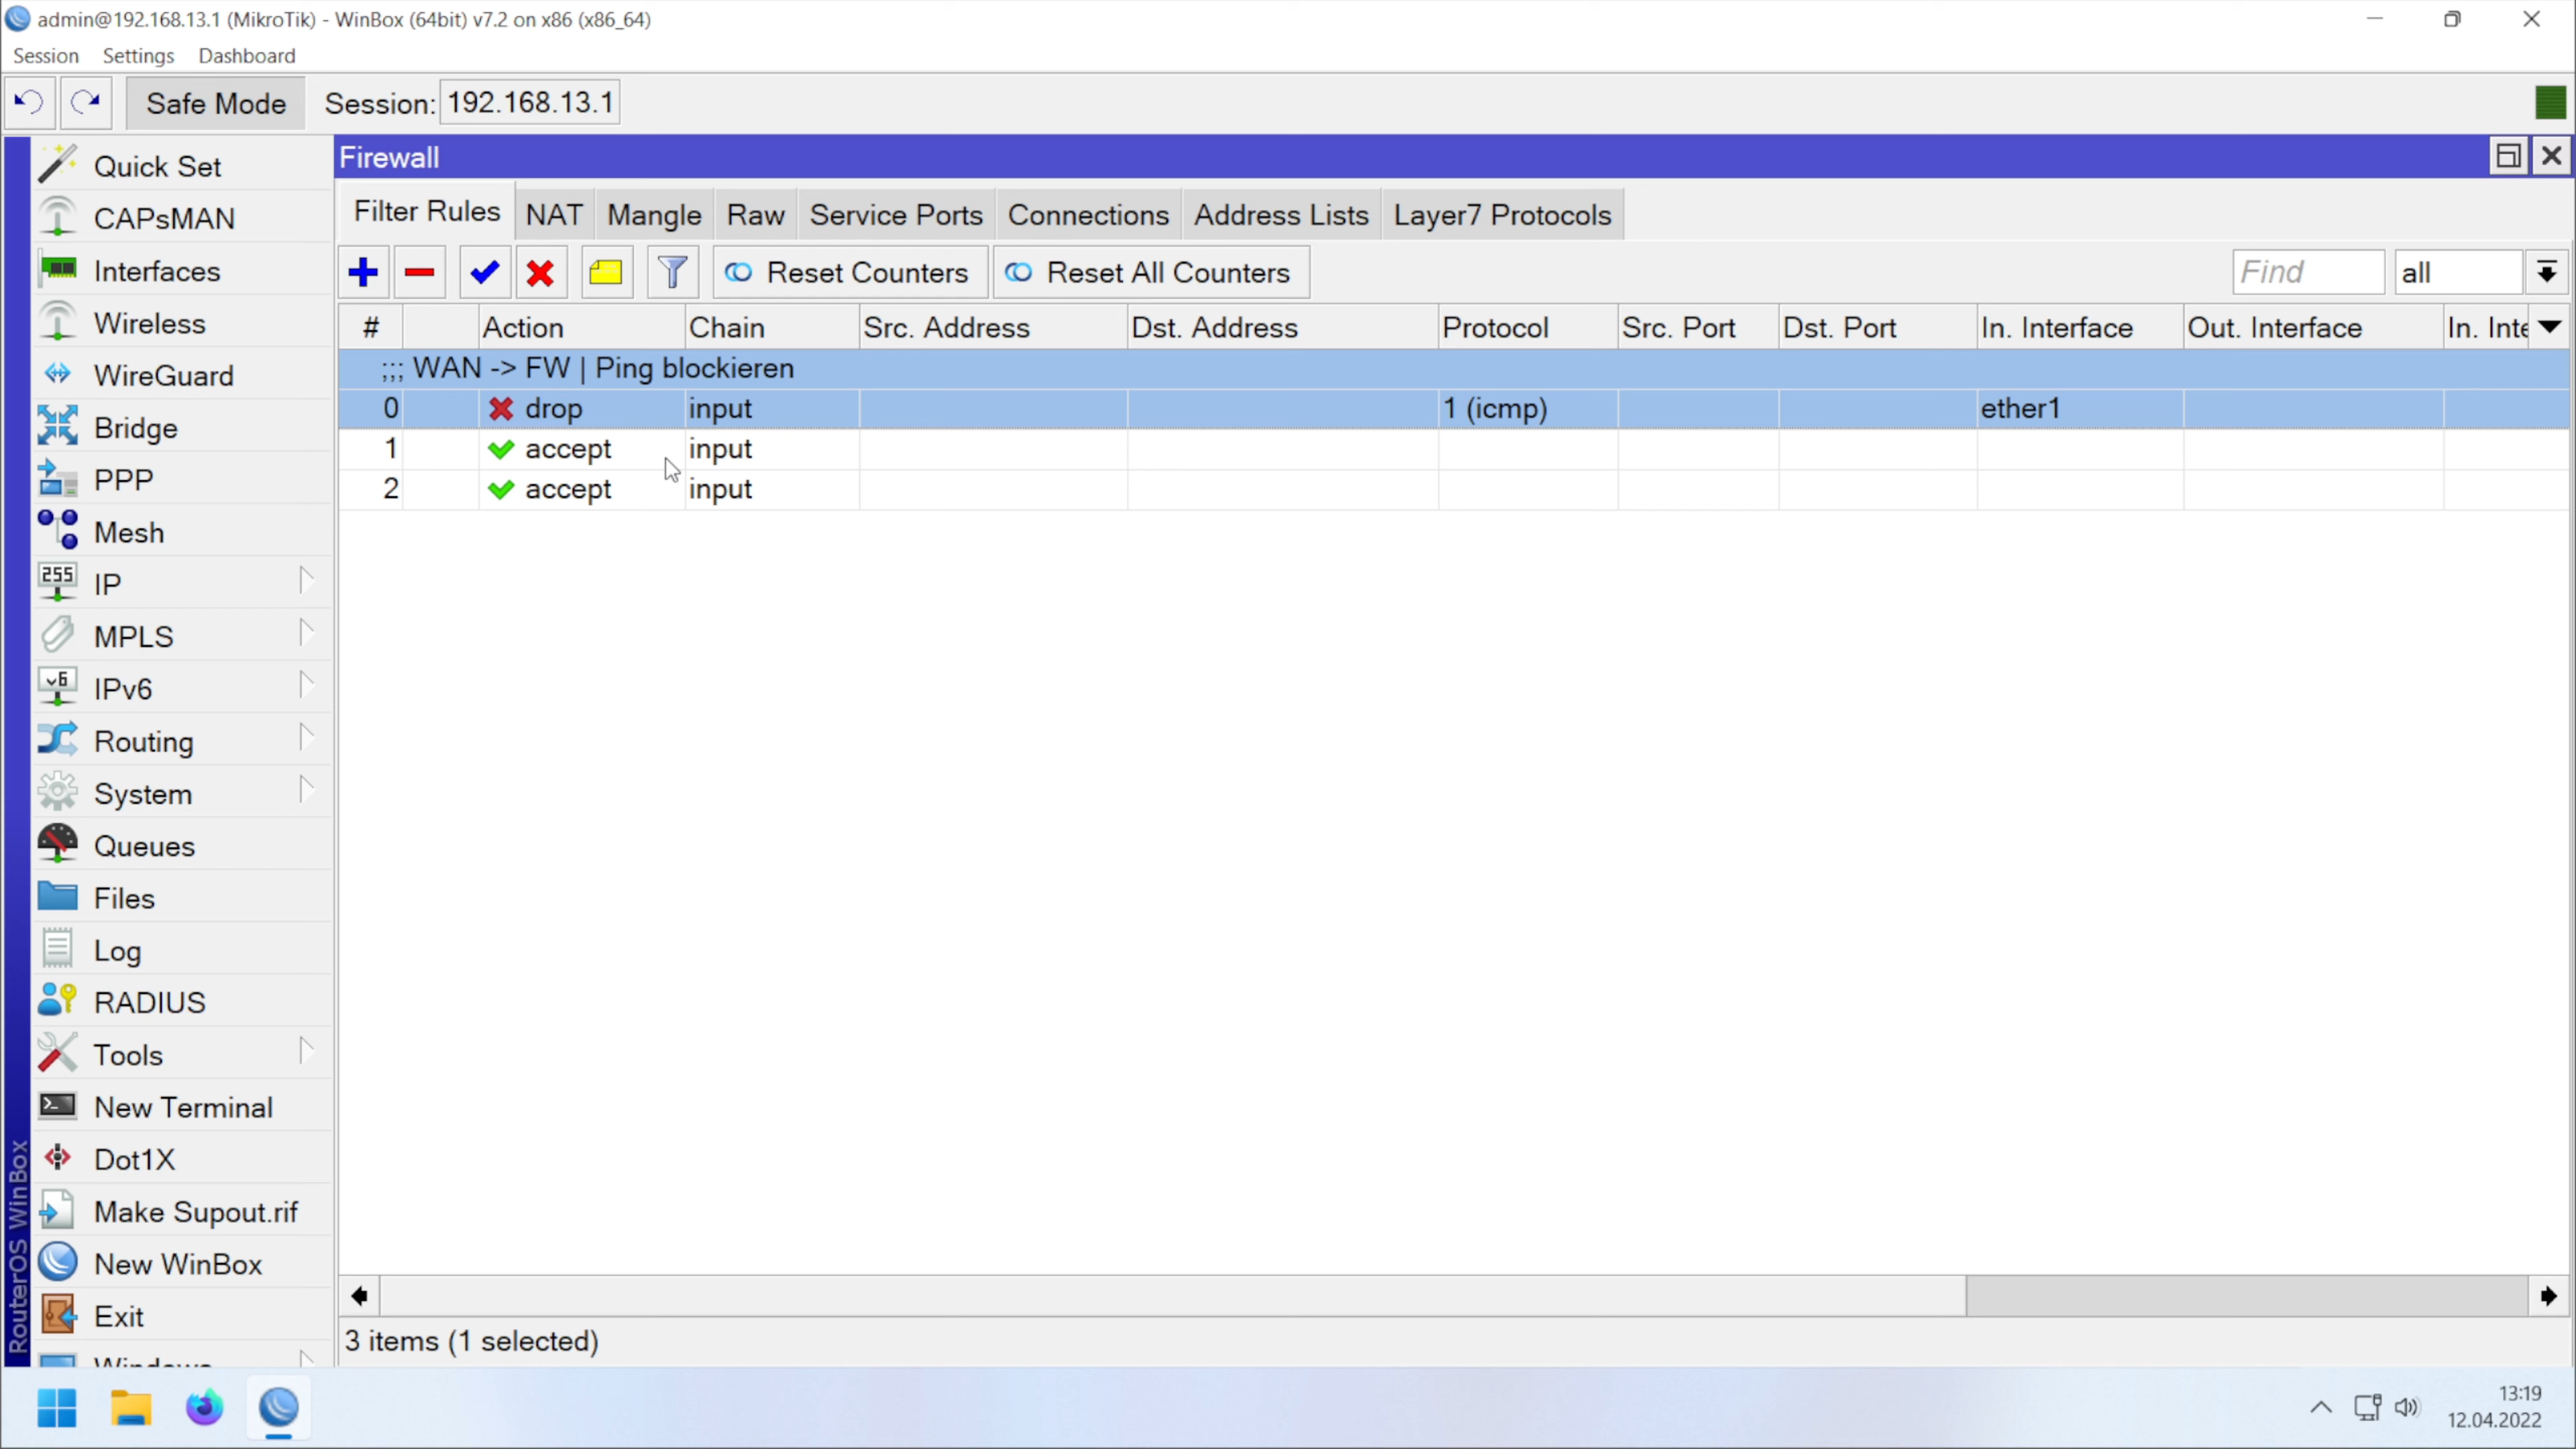 admin@192.168.13.1 (MikroTik) - WinBox (64bit) v7.2 on x86 (x86_64)
Session Settings Dashboard
Safe Mode Session: 192.168.13.1
Firewall
Filter Rules NAT Mangle Raw Service Ports Connections Address Lists Layer7 Protocols
Reset Counters Reset All Counters Find all
# Action Chain Src. Address Dst. Address Protocol Src. Port Dst. Port In. Interface Out. Interface In. Inte
;;; WAN -> FW | Ping blockieren
0 drop input 1 (icmp) ether1
1 accept input
2 accept input
3 items (1 selected)
Quick Set
CAPsMAN
Interfaces
Wireless
WireGuard
Bridge
PPP
Mesh
255 IP
MPLS
v6 IPv6
Routing
System
Queues
Files
Log
RADIUS
Tools
New Terminal
Dot1X
Make Supout.rif
New WinBox
Exit
Windows
RouterOS WinBox
13:19
12.04.2022